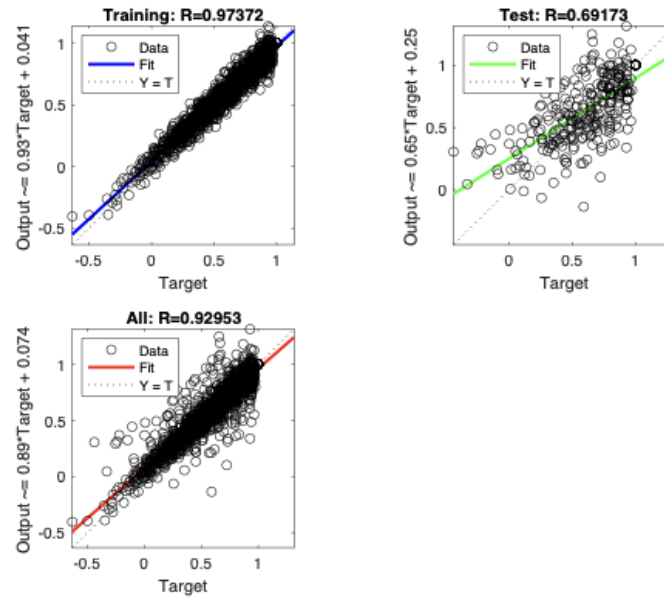 Training: R=0.97372
Output ~= 0.93*Target + 0.041
1
0.5
0
-0.5
Data
Fit
Y = T
-0.5 0 0.5 1
Target
Test: R=0.69173
Output ~= 0.65*Target + 0.25
1
0.5
0
Data
Fit
Y = T
0 0.5 1
Target
All: R=0.92953
Output ~= 0.89*Target + 0.074
1
0.5
0
-0.5
Data
Fit
Y = T
-0.5 0 0.5 1
Target